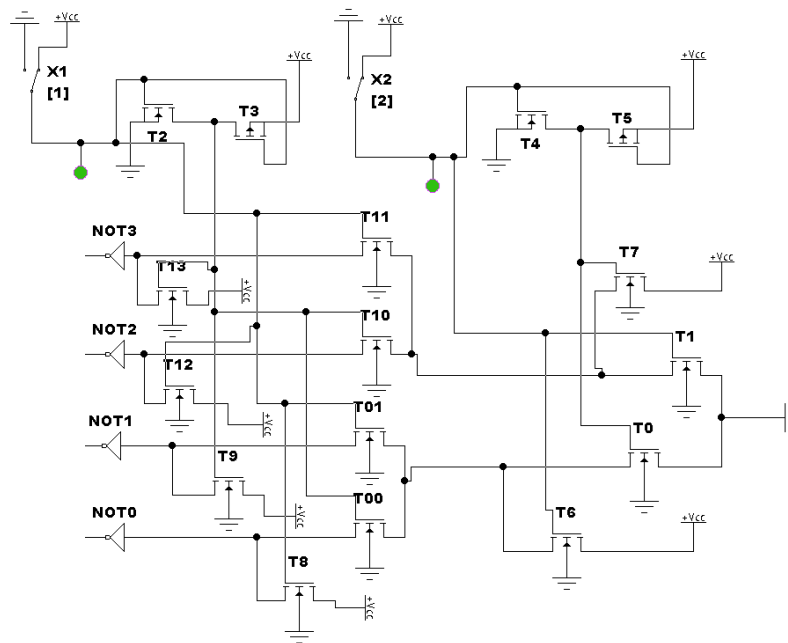 +Vcc
+Vcc
X1
[1]
X2
[2]
+Vcc
+Vcc
T3
T2
T5
T4
T11
NOT3
T13
+Vcc
T7
+Vcc
T10
NOT2
T12
T1
+Vcc
T01
NOT1
T0
T9
T00
+Vcc
NOT0
T6
+Vcc
T8
+Vcc